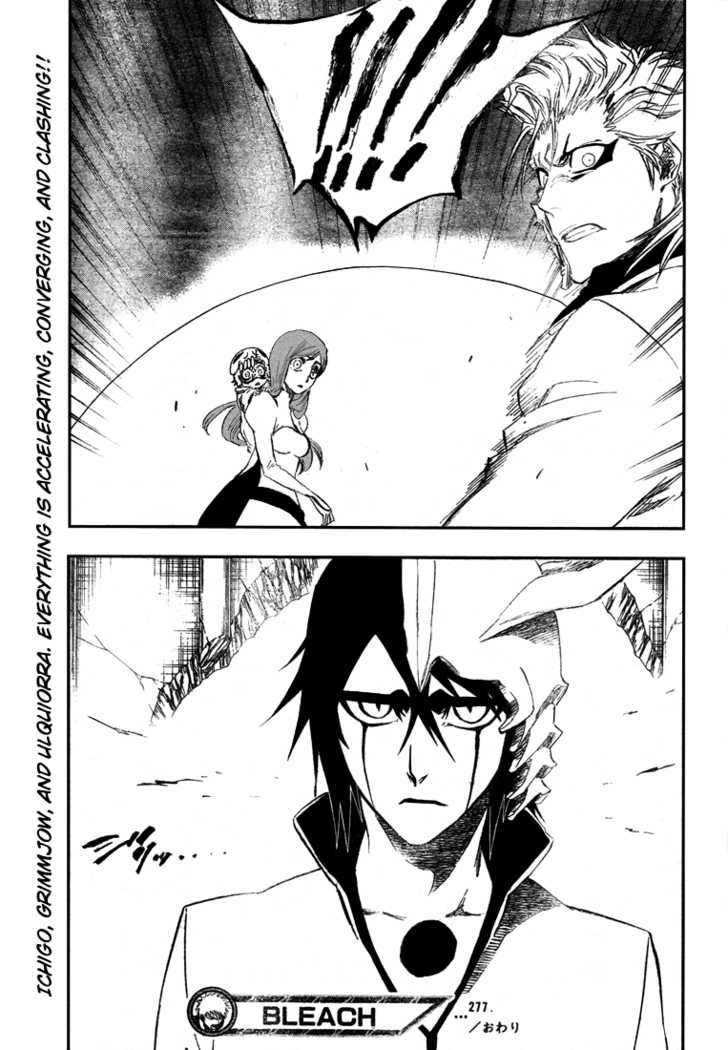 !!!!
ICHIGO, GRIMMJOW, AND ULQUIORRA. EVERYTHING IS ACCELERATING, CONVERGING, AND CLASHING!!
BLEACH
277.
...／おわり